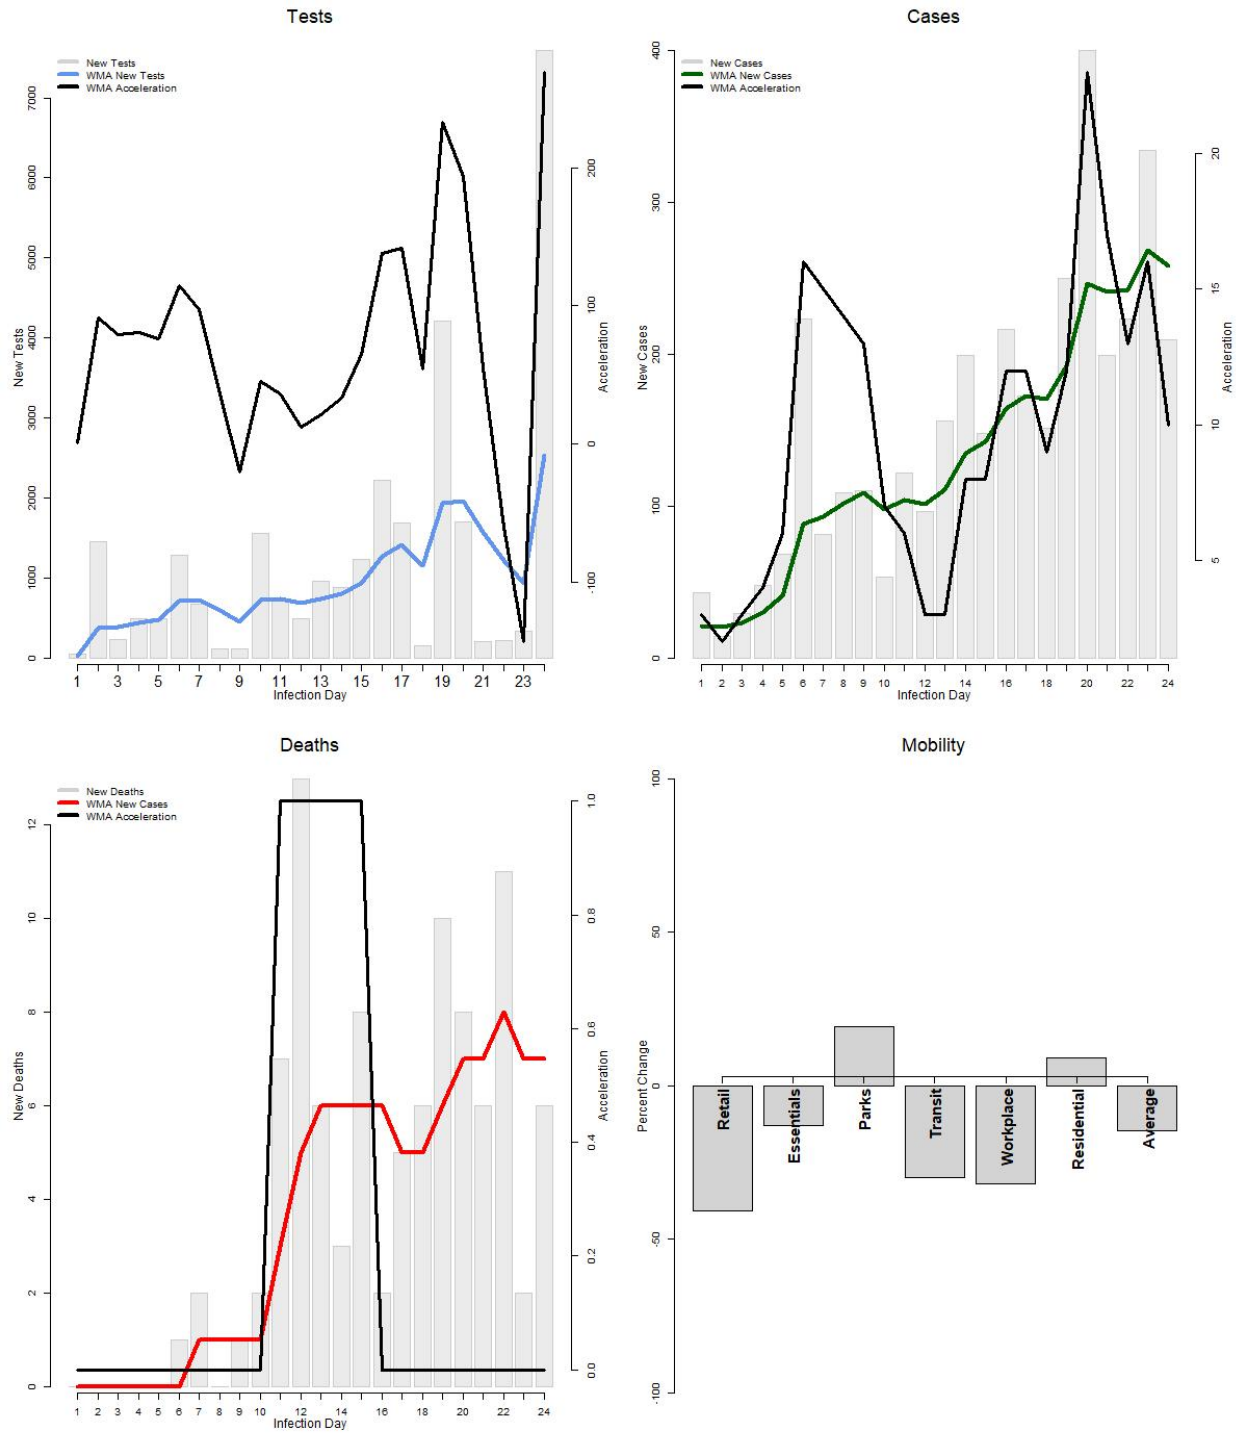 Tests
New Tests
WMA New Tests
WMA Acceleration
7000
6000
5000
4000
3000
2000
1000
0
New Tests
200
100
0
-100
Acceleration
1 3 5 7 9 11 13 15 17 19 21 23
Infection Day
Cases
New Cases
WMA New Cases
WMA Acceleration
400
300
200
100
0
New Cases
20
15
10
5
Acceleration
1 2 3 4 5 6 7 8 9 10 12 14 16 18 20 22 24
Infection Day
Deaths
New Deaths
WMA New Cases
WMA Acceleration
12
10
8
6
4
2
0
New Deaths
1.0
0.8
0.6
0.4
0.2
0.0
Acceleration
1 2 3 4 5 6 7 8 9 10 12 14 16 18 20 22 24
Infection Day
Mobility
100
50
0
-50
-100
Percent Change
Retail
Essentials
Parks
Transit
Workplace
Residential
Average